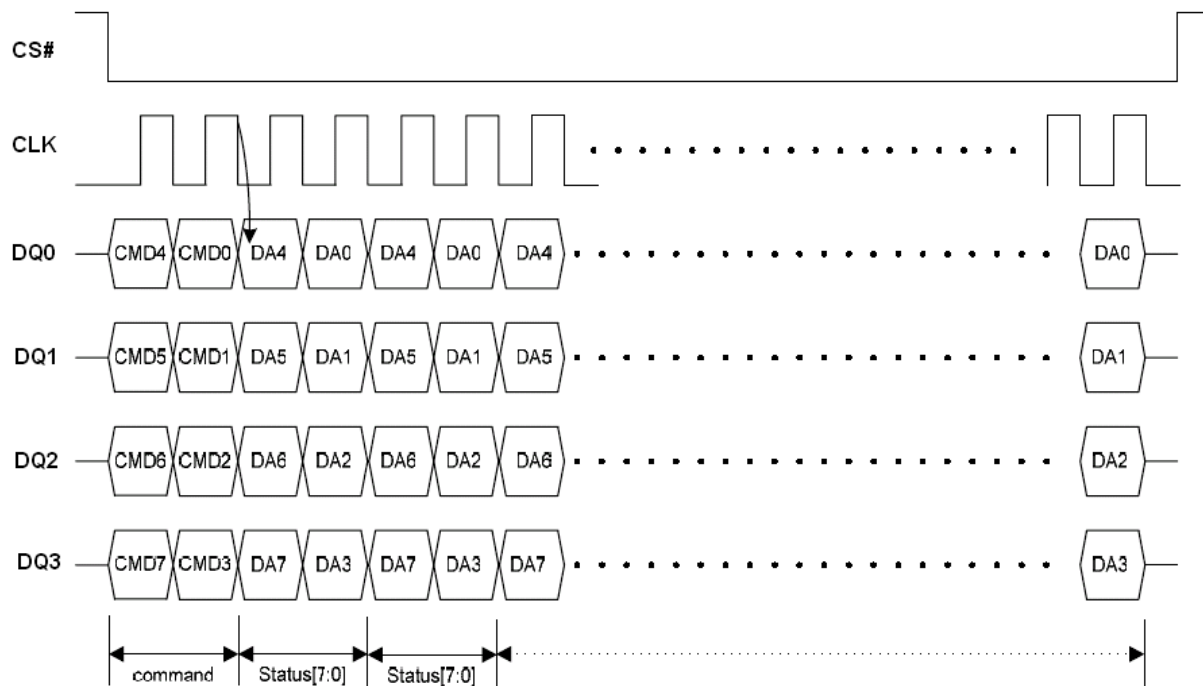 CS#
CLK
DQ0 CMD4 CMD0 DA4 DA0 DA4 DA0 DA4 DA0
DQ1 CMD5 CMD1 DA5 DA1 DA5 DA1 DA5 DA1
DQ2 CMD6 CMD2 DA6 DA2 DA6 DA2 DA6 DA2
DQ3 CMD7 CMD3 DA7 DA3 DA7 DA3 DA7 DA3
command Status[7:0] Status[7:0]